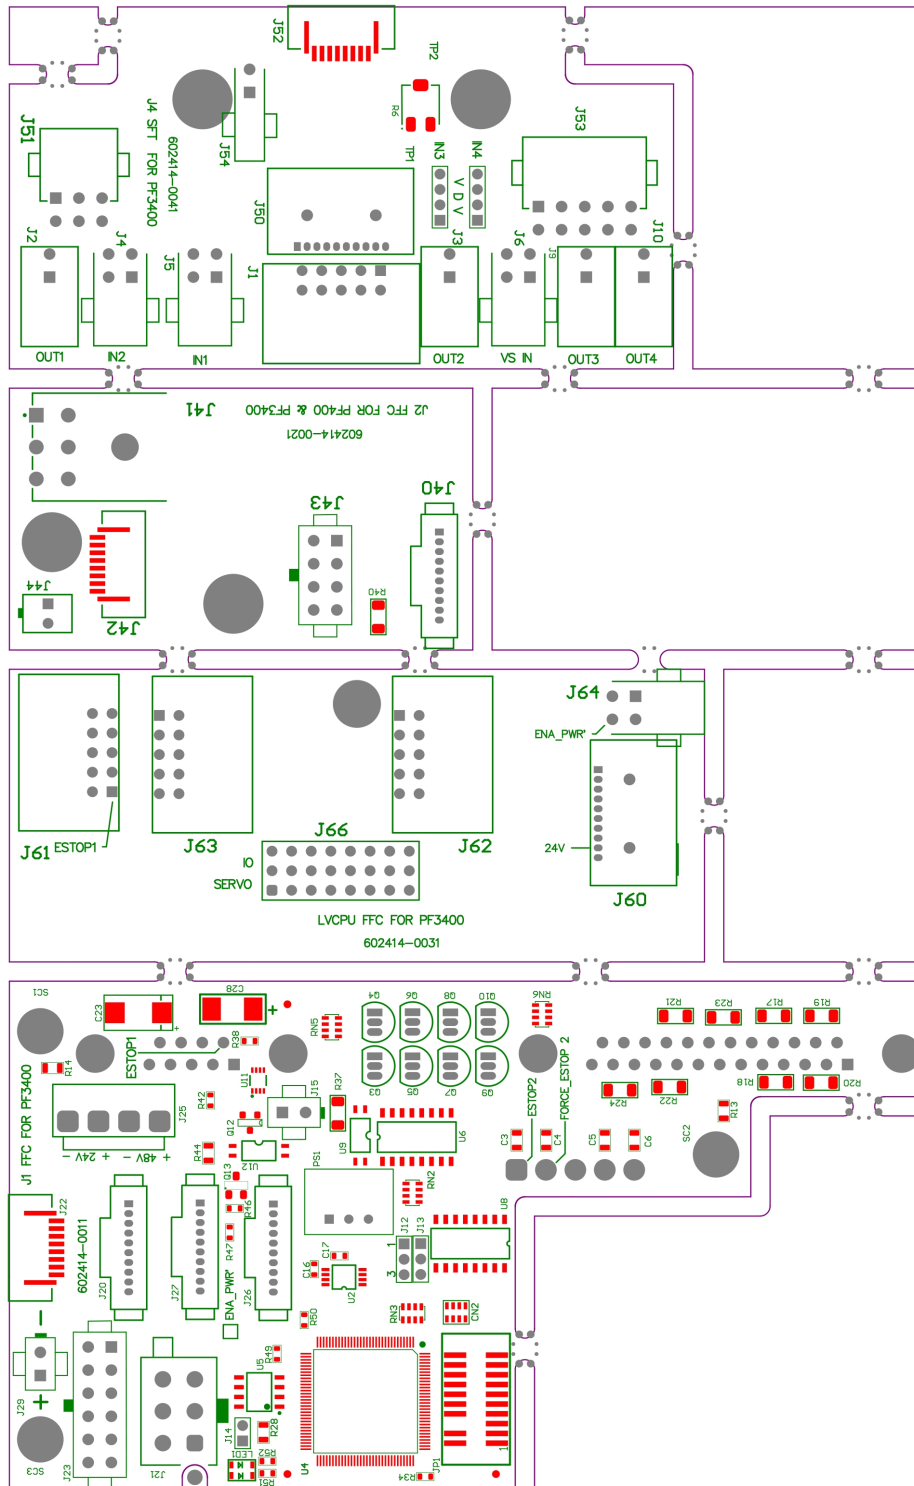 J52
TP2
J51
J4 SFT FOR PF3400
602414-0041
J54
R6
TP1
IN3
IN4
V D V
J53
J50
J2
J4
J5
J1
J3
J6
J9
J10
OUT1
IN2
IN1
OUT2
VS IN
OUT3
OUT4
J41
J2 FFC FOR PF400 & PF3400
602414-0021
J43
J40
J44
J42
R40
J64
ENA_PWR'
J61
ESTOP1
J63
J66
J62
IO
SERVO
24V
J60
LVCPU FFC FOR PF3400
602414-0031
SC1
C23
+
C28
+
R38
RN5
Q4
Q6
Q8
Q10
RN6
R21
R23
R17
R19
ESTOP1
R14
U11
J15
R37
Q3
Q5
Q7
Q9
ESTOP2
FORCE_ESTOP 2
R24
R22
R18
R20
R13
J1 FFC FOR PF3400
J25
- 24V + - 48V +
R42
Q12
R44
U12
U9
U6
C3
C4
C5
C6
SC2
Q13
PS1
RN2
J22
602414-0011
J20
J27
R46
R47
ENA_PWR'
J26
C17
C16
U2
J12
J13
1
3
U8
R50
RN3
CN2
-
+
J29
SC3
J23
J21
R49
U5
J14
R28
LED1
R52
R51
U4
R34
JP1
1